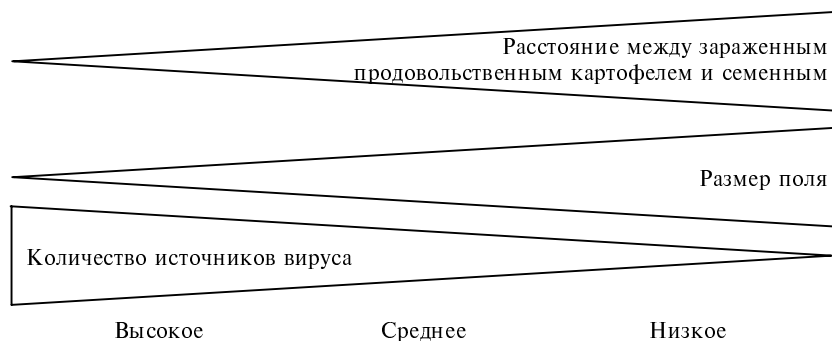 Расстояние между зараженным
продовольственным картофелем и семенным
Размер поля
Количество источников вируса
Высокое Среднее Низкое